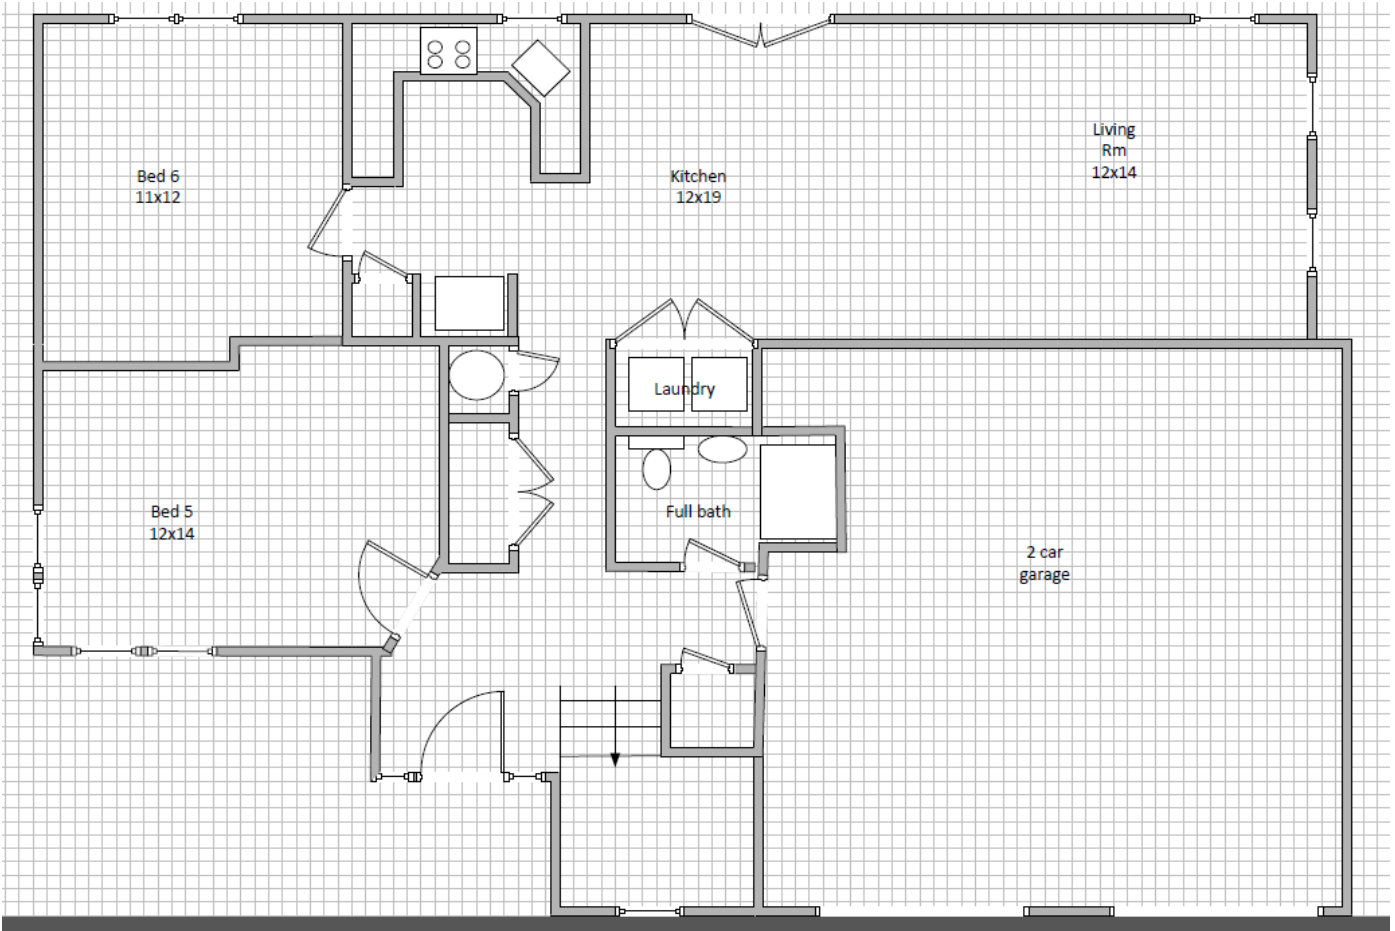 Living
Rm
12x14
Bed 6
11x12
Kitchen
12x19
Laundry
Bed 5
12x14
Full bath
2 car
garage